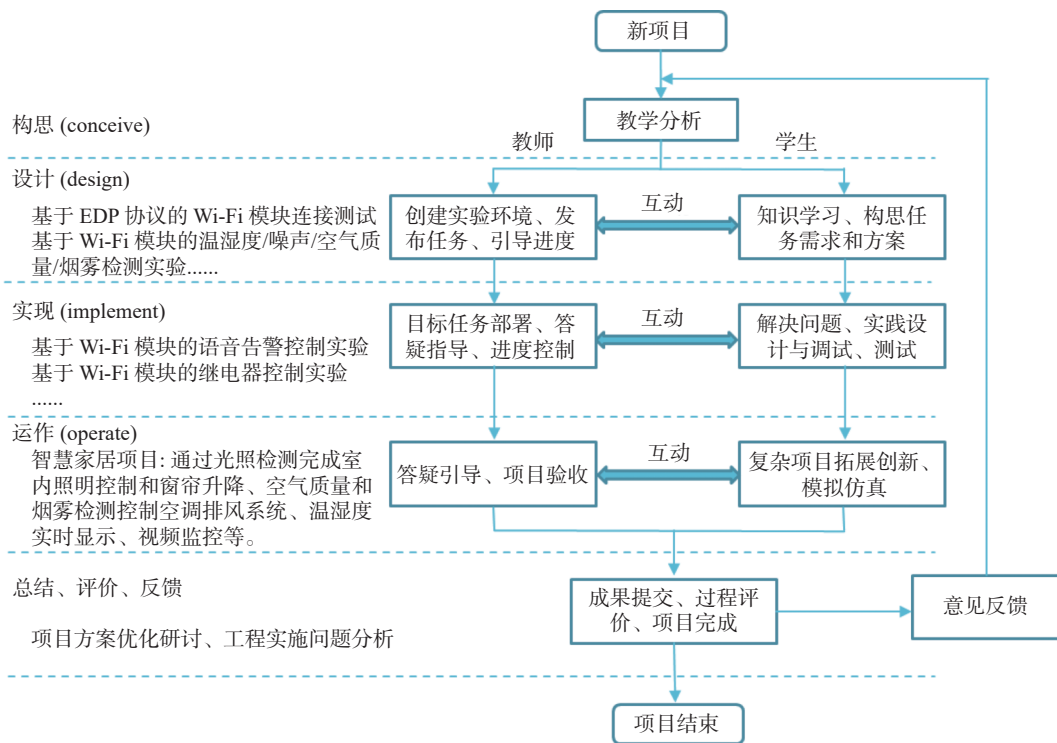 新项目
构思 (conceive)
教学分析
教师
学生
设计 (design)
基于 EDP 协议的 Wi-Fi 模块连接测试
基于 Wi-Fi 模块的温湿度/噪声/空气质
量/烟雾检测实验......
创建实验环境、发
布任务、引导进度
互动
知识学习、构思任
务需求和方案
实现 (implement)
基于 Wi-Fi 模块的语音告警控制实验
基于 Wi-Fi 模块的继电器控制实验
......
目标任务部署、答
疑指导、进度控制
互动
解决问题、实践设
计与调试、测试
运作 (operate)
智慧家居项目: 通过光照检测完成室
内照明控制和窗帘升降、空气质量和
烟雾检测控制空调排风系统、温湿度
实时显示、视频监控等。
答疑引导、项目验收
互动
复杂项目拓展创新、
模拟仿真
总结、评价、反馈
项目方案优化研讨、工程实施问题分析
成果提交、过程评
价、项目完成
意见反馈
项目结束